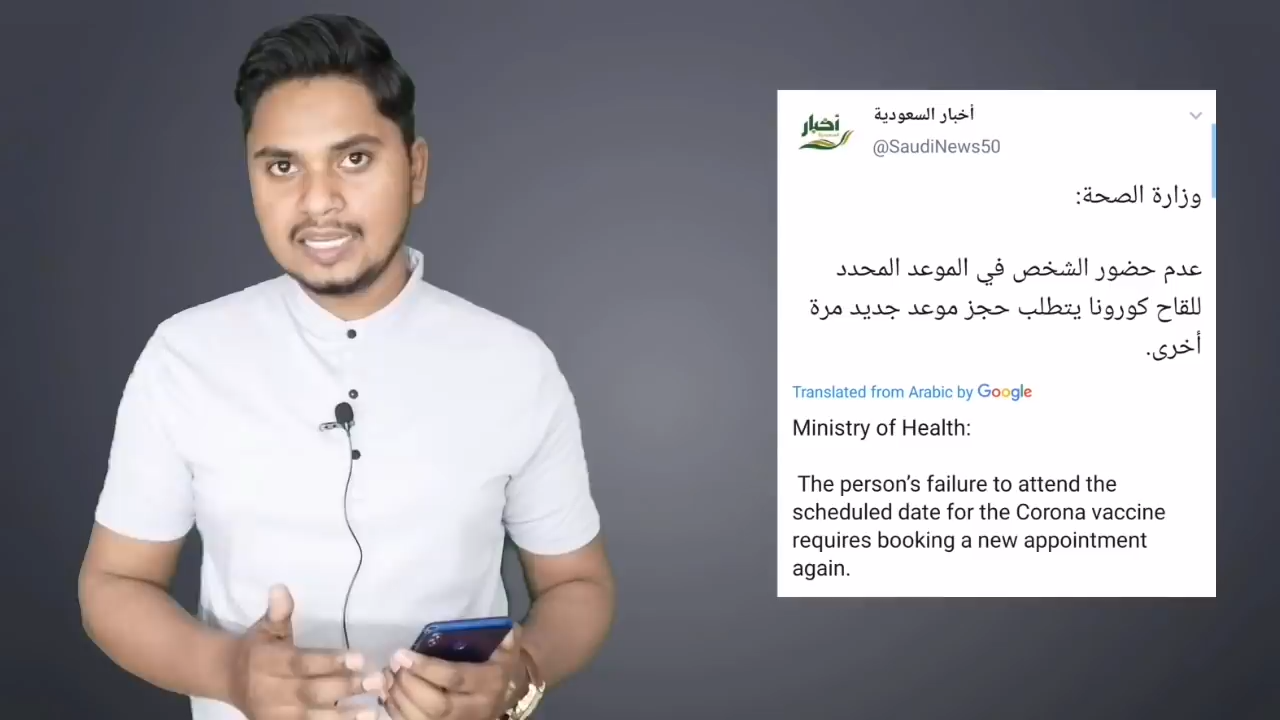 أخبار
أخبار السعودية
@SaudiNews50
وزارة الصحة:
عدم حضور الشخص في الموعد المحدد
للقاح كورونا يتطلب حجز موعد جديد مرة
أخرى.
Translated from Arabic by Google
Ministry of Health:
The person’s failure to attend the
scheduled date for the Corona vaccine
requires booking a new appointment
again.